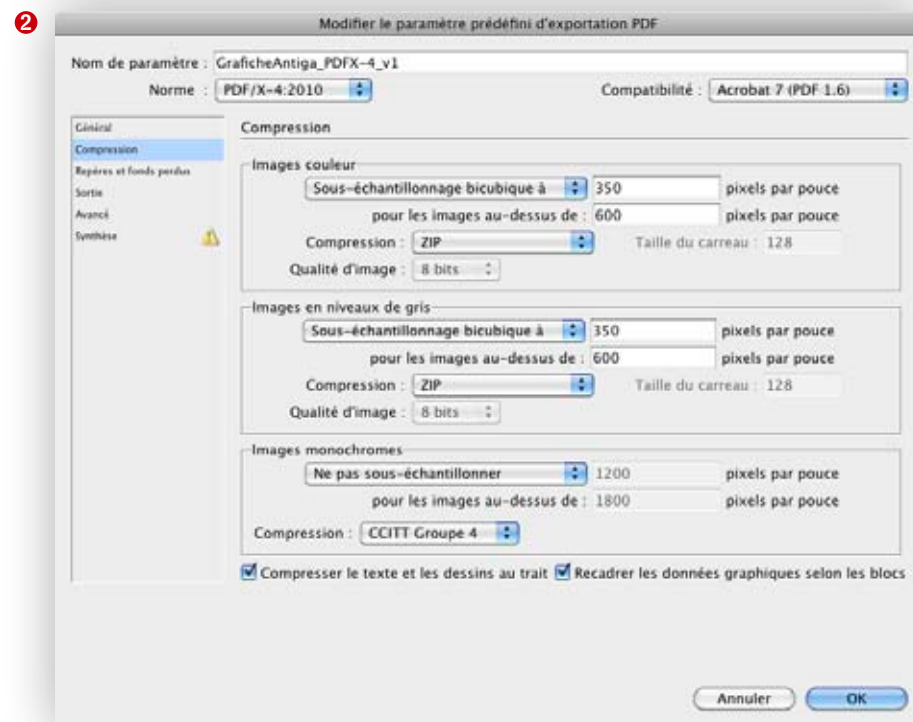 2
Modifier le paramètre prédéfini d'exportation PDF
Nom de paramètre : GraficheAntiga_PDFX-4_v1
Norme : PDF/X-4:2010 Compatibilité : Acrobat 7 (PDF 1.6)
Général
Compression
Repères et fonds perdus
Sortie
Avancé
Synthèse
Compression
Images couleur
Sous-échantillonnage bicubique à 350 pixels par pouce
pour les images au-dessus de : 600 pixels par pouce
Compression : ZIP Taille du carreau : 128
Qualité d'image : 8 bits
Images en niveaux de gris
Sous-échantillonnage bicubique à 350 pixels par pouce
pour les images au-dessus de : 600 pixels par pouce
Compression : ZIP Taille du carreau : 128
Qualité d'image : 8 bits
Images monochromes
Ne pas sous-échantillonner 1200 pixels par pouce
pour les images au-dessus de : 1800 pixels par pouce
Compression : CCITT Groupe 4
Compresser le texte et les dessins au trait Recadrer les données graphiques selon les blocs
Annuler OK